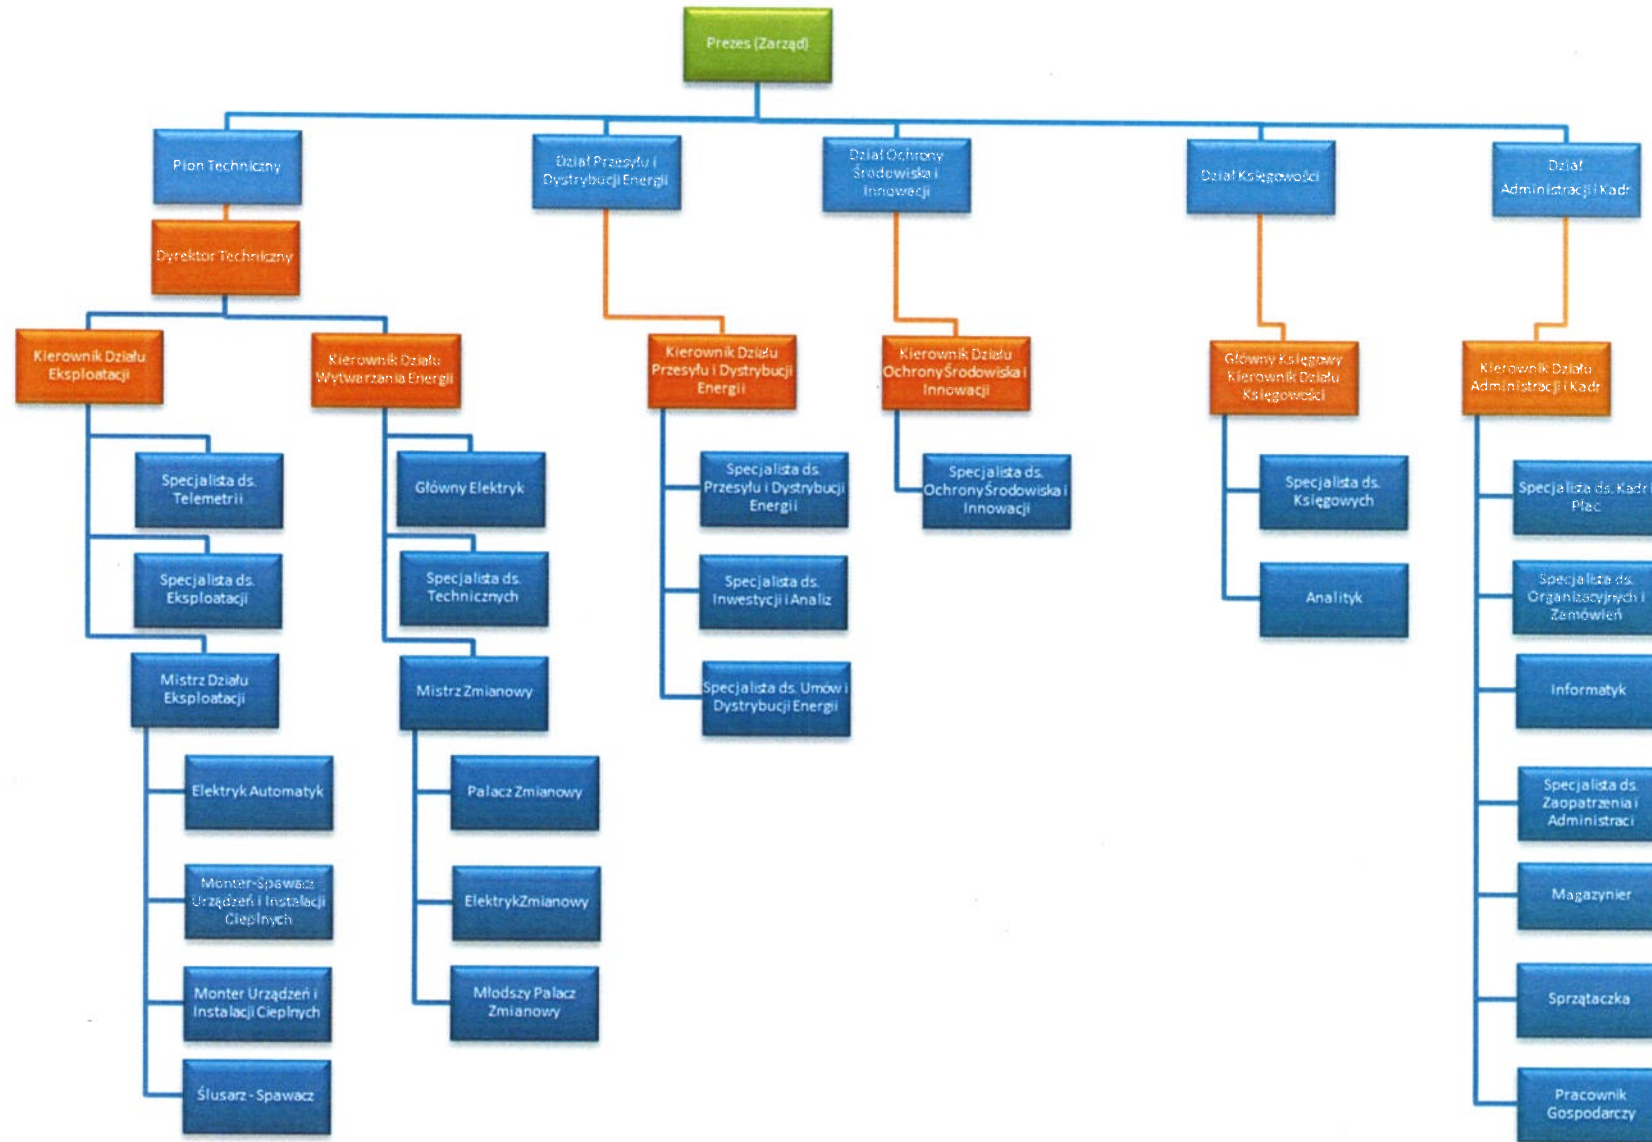 Prezes (Zarząd)
Pion Techniczny
Dział Przesyłu i
Dystrybucji Energii
Dział Ochrony
Środowiska i
Innowacji
Dział Księgowości
Dział
Administracji i Kadr
Dyrektor Techniczny
Kierownik Działu
Eksploatacji
Kierownik Działu
Wytwarzania Energii
Kierownik Działu
Przesyłu i Dystrybucji
Energii
Kierownik Działu
Ochrony Środowiska i
Innowacji
Główny Księgowy
Kierownik Działu
Księgowości
Kierownik Działu
Administracji i Kadr
Specjalista ds.
Telemetrii
Specjalista ds.
Eksploatacji
Mistrz Działu
Eksploatacji
Elektryk Automatyk
Monter-Spawacz
Urządzeń i Instalacji
Cieplnych
Monter Urządzeń i
Instalacji Cieplnych
Ślusarz - Spawacz
Główny Elektryk
Specjalista ds.
Technicznych
Mistrz Zmianowy
Palacz Zmianowy
Elektryk Zmianowy
Młodszy Palacz
Zmianowy
Specjalista ds.
Przesyłu i Dystrybucji
Energii
Specjalista ds.
Inwestycji i Analiz
Specjalista ds. Umów i
Dystrybucji Energii
Specjalista ds.
Ochrony Środowiska i
Innowacji
Specjalista ds.
Księgowych
Analityk
Specjalista ds. Kadr i
Płac
Specjalista ds.
Organizacyjnych i
Zamówień
Informatyk
Specjalista ds.
Zaopatrzenia i
Administraci
Magazynier
Sprzątaczka
Pracownik
Gospodarczy